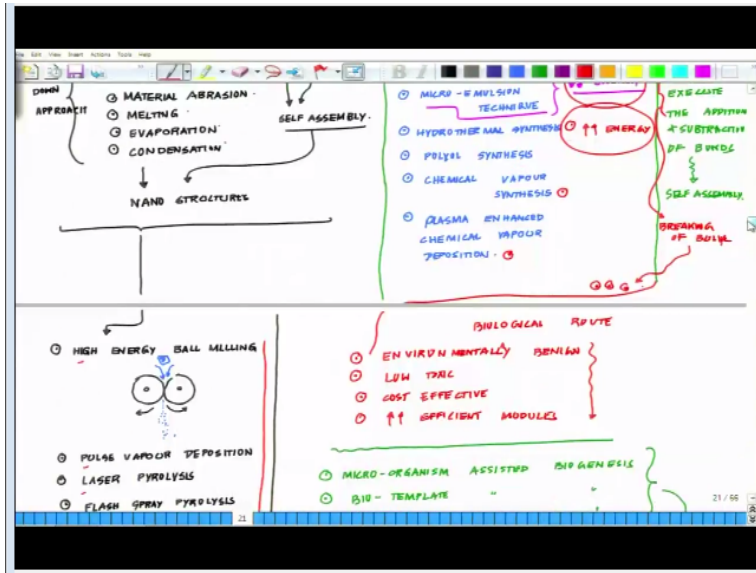 File Edit View Insert Actions Tools Help
DOWN
APPROACH
MATERIAL ABRASION.
MELTING
EVAPORATION
CONDENSATION
SELF ASSEMBLY.
NANO STRUCTURES
MICRO-EMULSION
TECHNIQUE
HYDROTHERMAL SYNTHESIS
↑↑ ENERGY
POLYOL SYNTHESIS
CHEMICAL VAPOUR
SYNTHESIS
PLASMA ENHANCED
CHEMICAL VAPOUR
DEPOSITION.
EXECUTE
THE ADDITION
& SUBTRACTION
OF BONDS
SELF ASSEMBLY.
BREAKING
OF BONDS
HIGH ENERGY BALL MILLING
PULSE VAPOUR DEPOSITION
LASER PYROLYSIS
FLASH SPRAY PYROLYSIS
BIOLOGICAL ROUTE
ENVIRONMENTALLY BENIGN
LOW TOXIC
COST EFFECTIVE
↑↑ EFFICIENT MODULES
MICRO-ORGANISM ASSISTED BIOGENESIS
BIO-TEMPLATE " "
21 / 66
21